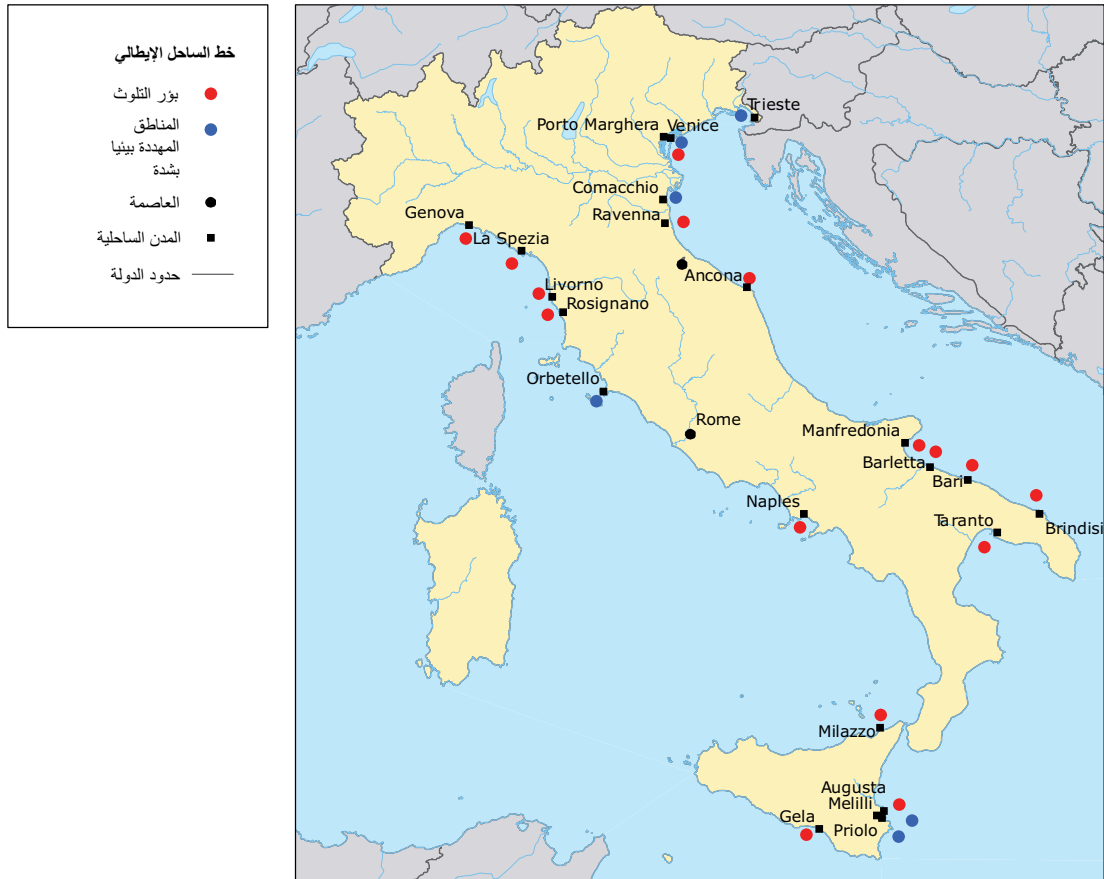 خط الساحل الإيطالي
بؤر التلوث
المناطق
المهددة بيئيا
بشدة
العاصمة
المدن الساحلية
حدود الدولة
Trieste
Porto Marghera
Venice
Comacchio
Ravenna
Genova
La Spezia
Ancona
Livorno
Rosignano
Orbetello
Rome
Manfredonia
Barletta
Bari
Naples
Taranto
Brindisi
Milazzo
Augusta
Melilli
Gela
Priolo